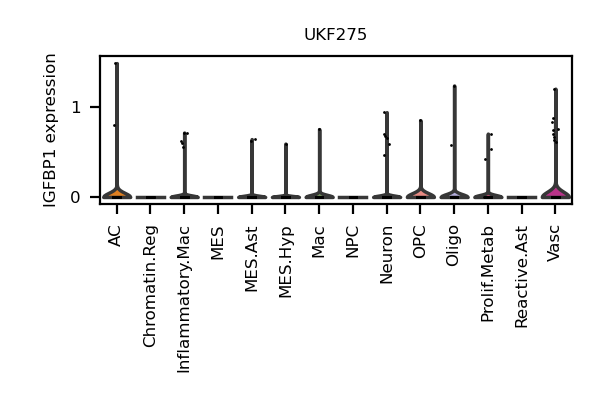 UKF275
IGFBP1 expression
1
0
AC
Chromatin.Reg
Inflammatory.Mac
MES
MES.Ast
MES.Hyp
Mac
NPC
Neuron
OPC
Oligo
Prolif.Metab
Reactive.Ast
Vasc